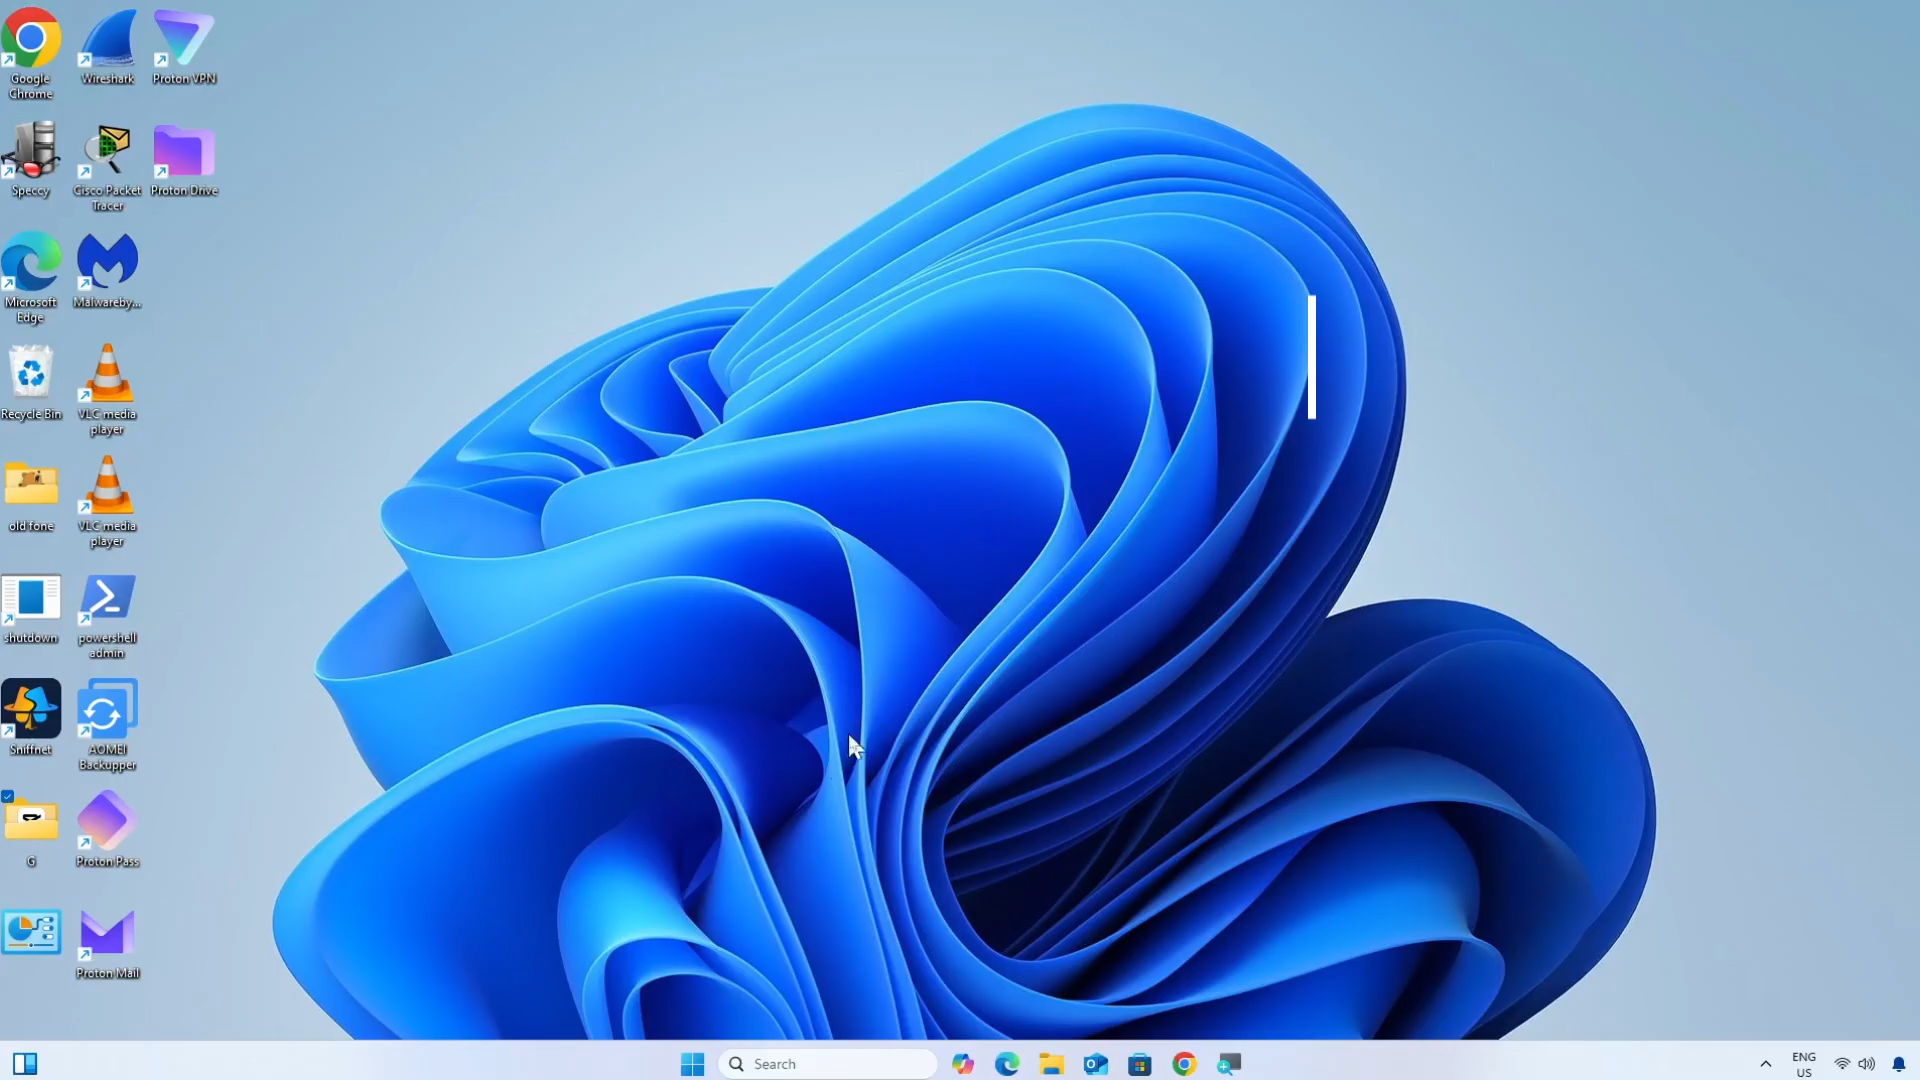 Google
Chrome
Wireshark
Proton VPN
Speccy
Cisco Packet
Tracer
Proton Drive
Microsoft
Edge
Malwareby...
Recycle Bin
VLC media
player
old fone
VLC media
player
shutdown
powershell
admin
Sniffnet
AOMEI
Backupper
G
Proton Pass
Proton Mail
Search
ENG
US